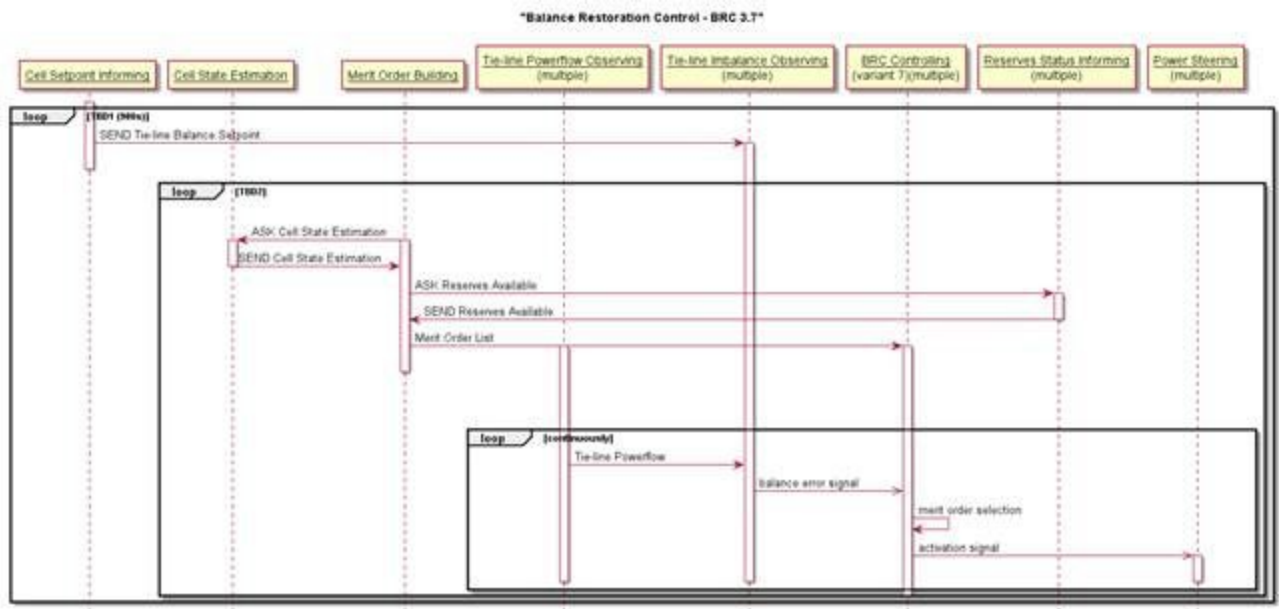 "Balance Restoration Control - BRC 3.7"
Cell Setpoint Informing
Cell State Estimation
Merit Order Building
Tie-line Powerflow Observing
(multiple)
Tie-line Imbalance Observing
(multiple)
BRC Controlling
(variant 7)(multiple)
Reserves Status Informing
(multiple)
Power Steering
(multiple)
loop
SEND Tie-line Balance Setpoint
loop
[TBD2]
ASK Cell State Estimation
SEND Cell State Estimation
ASK Reserves Available
SEND Reserves Available
Merit Order List
loop
[continuously]
Tie-line Powerflow
balance error signal
merit order selection
activation signal